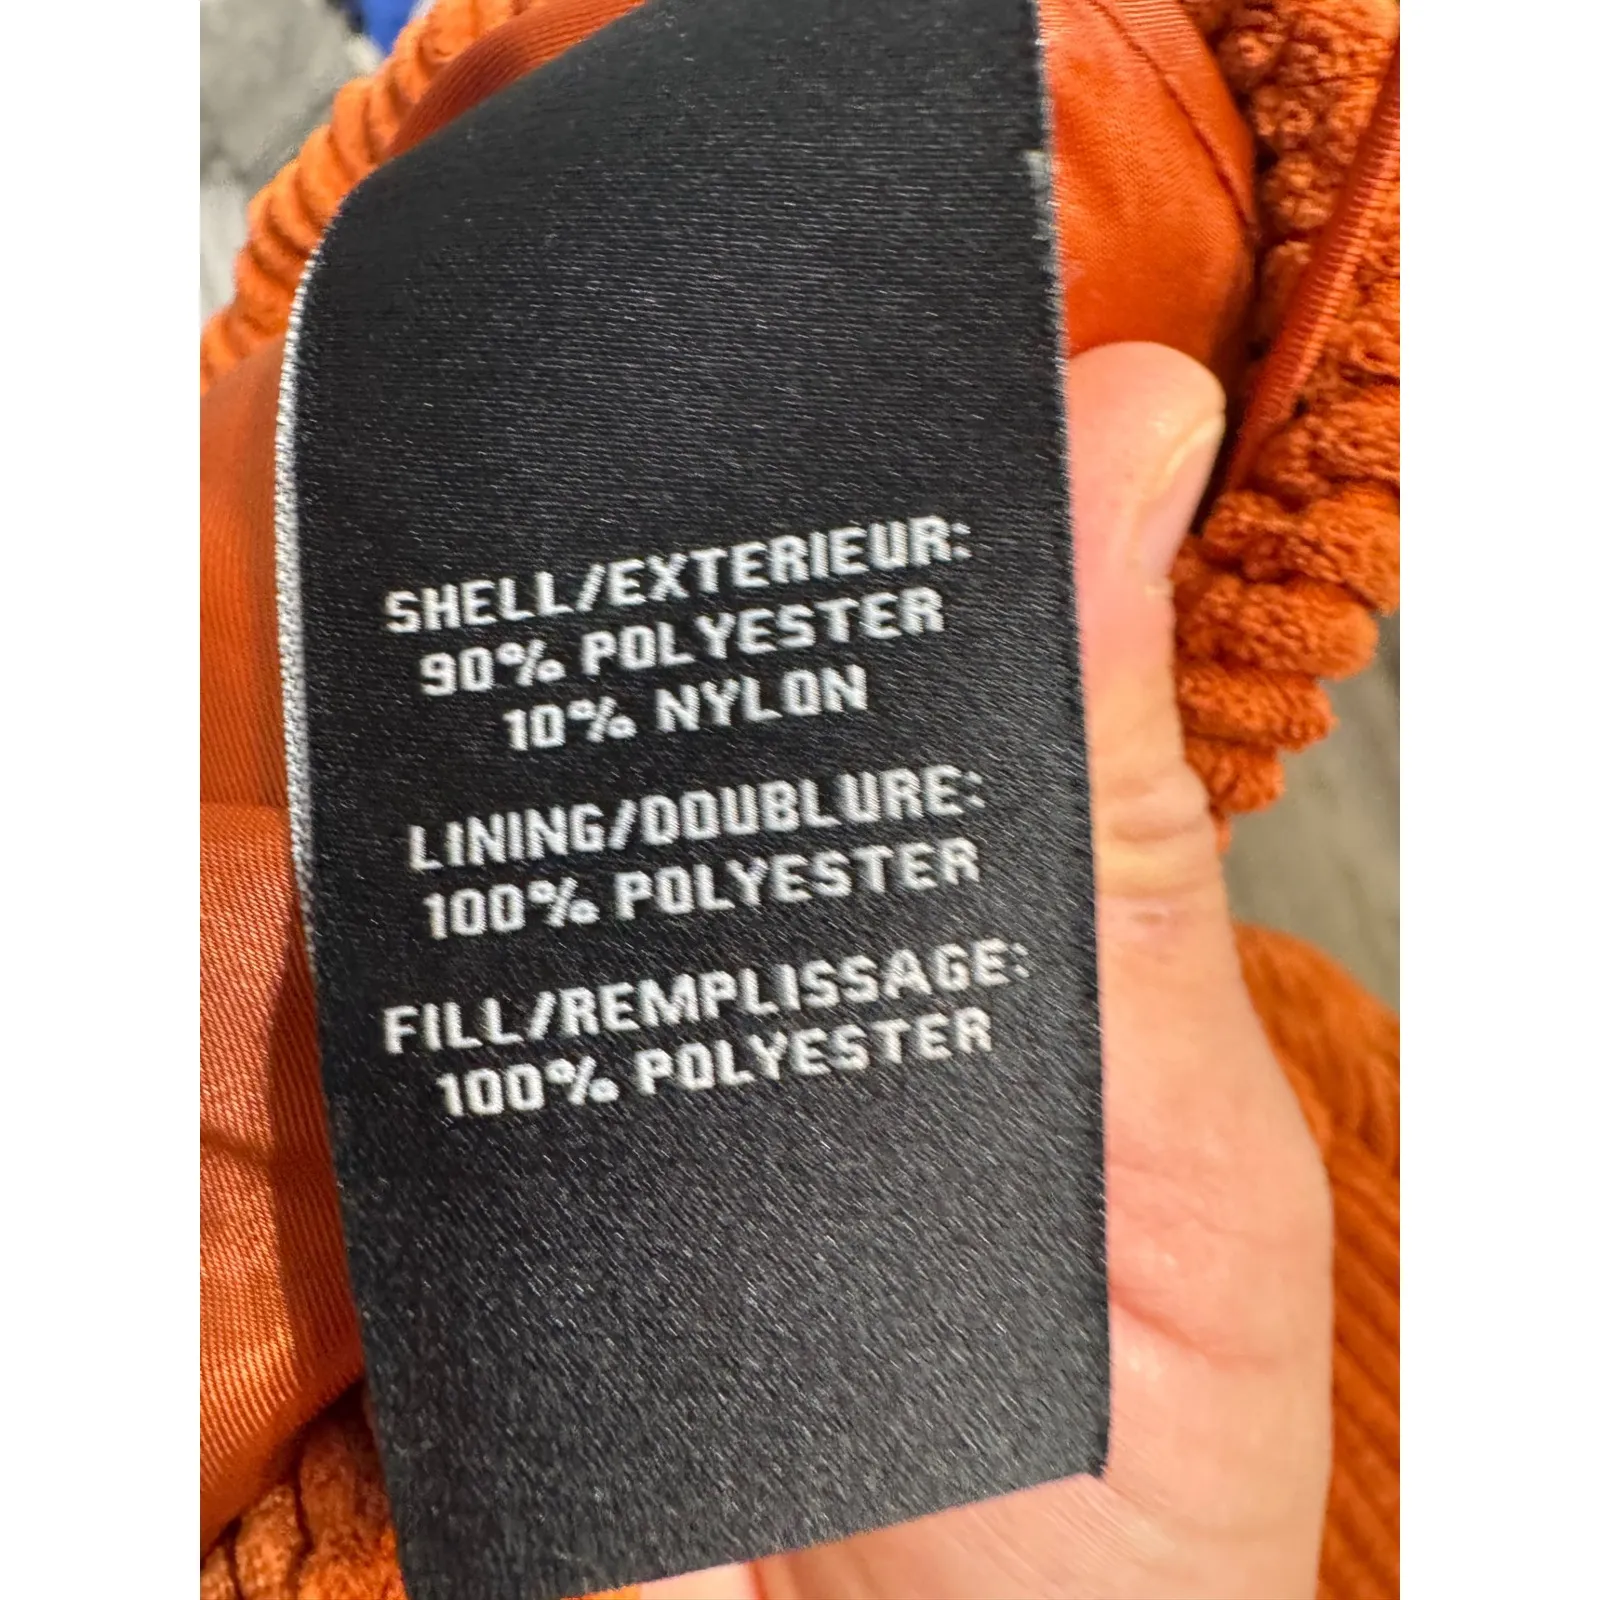 SHELL/EXTERIEUR:
90% POLYESTER
10% NYLON
LINING/DOUBLURE:
100% POLYESTER
FILL/REMPLISSAGE:
100% POLYESTER